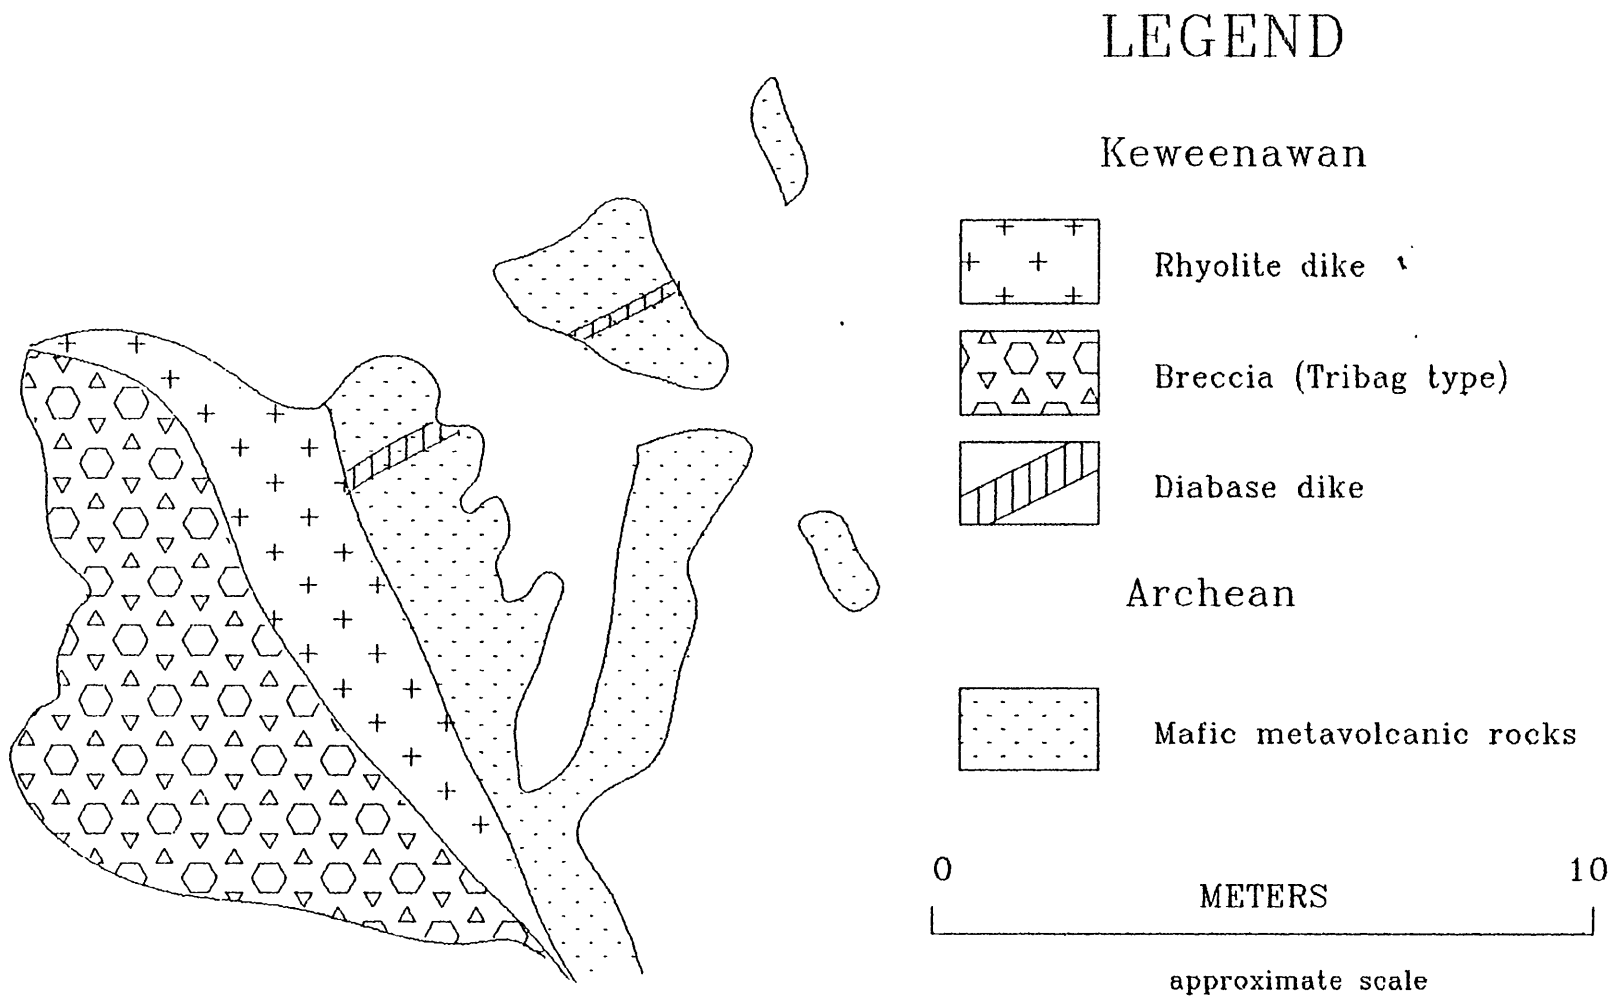 LEGEND
Keweenawan
Rhyolite dike
Breccia (Tribag type)
Diabase dike
Archean
Mafic metavolcanic rocks
0 10
METERS
approximate scale